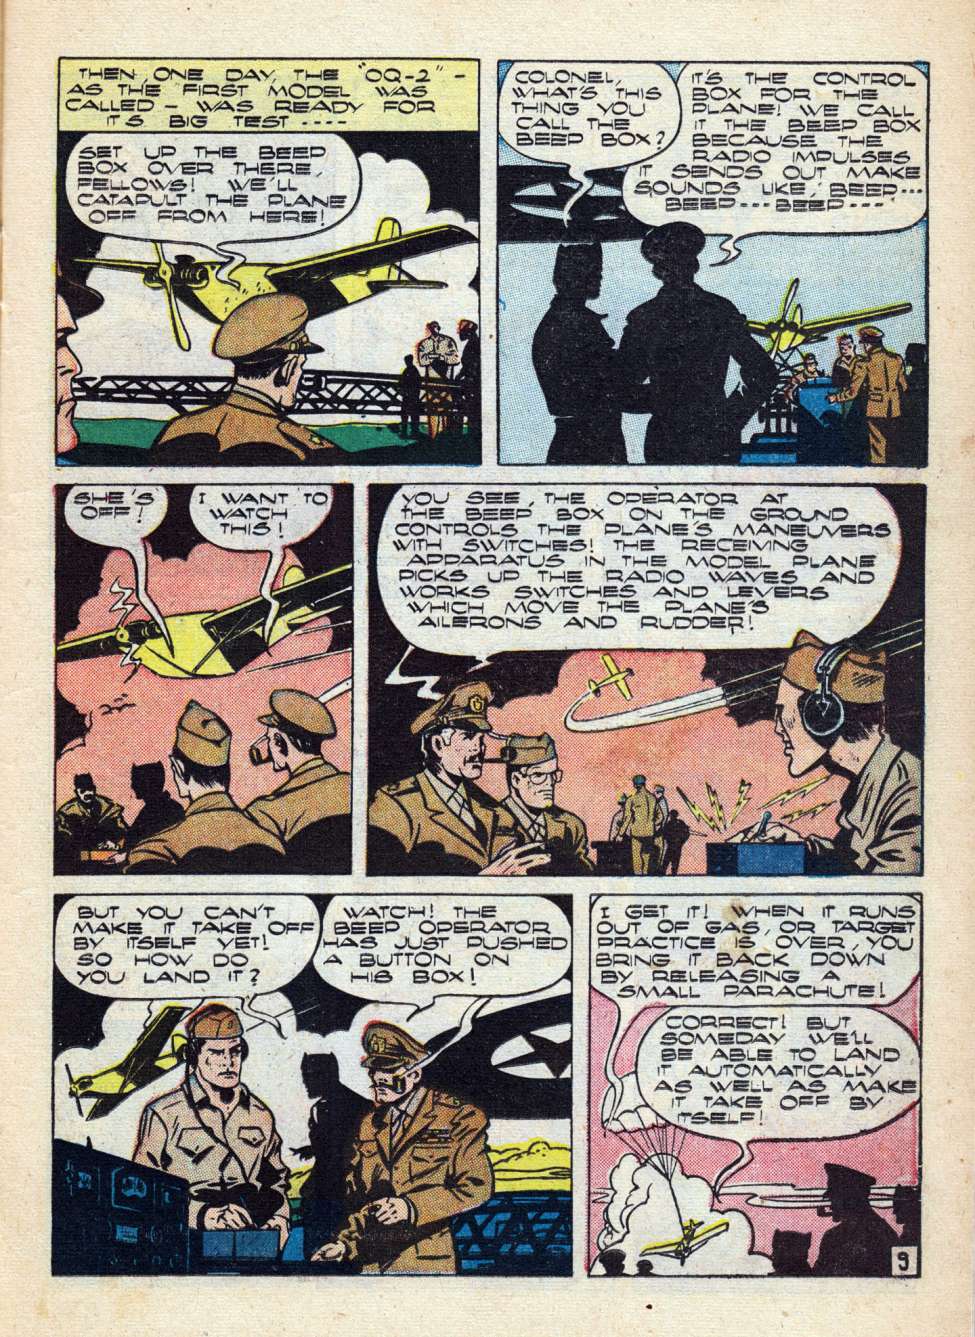 THEN, ONE DAY, THE "OQ-2" -
AS THE FIRST MODEL WAS
CALLED - WAS READY FOR
ITS BIG TEST ----
SET UP THE BEEP
BOX OVER THERE,
FELLOWS! WE'LL
CATAPULT THE PLANE
OFF FROM HERE!
COLONEL,
WHAT'S THIS
THING YOU
CALL THE
BEEP BOX?
IT'S THE CONTROL
BOX FOR THE
PLANE! WE CALL
IT THE BEEP BOX
BECAUSE THE
RADIO IMPULSES
IT SENDS OUT MAKE
SOUNDS LIKE, 'BEEP---
BEEP --- BEEP ----'
SHE'S
OFF!
I WANT TO
WATCH
THIS!
YOU SEE, THE OPERATOR AT
THE BEEP BOX ON THE GROUND
CONTROLS THE PLANE'S MANEUVERS
WITH SWITCHES! THE RECEIVING
APPARATUS IN THE MODEL PLANE
PICKS UP THE RADIO WAVES AND
WORKS SWITCHES AND LEVERS
WHICH MOVE THE PLANE'S
AILERONS AND RUDDER!
BUT YOU CAN'T
MAKE IT TAKE OFF
BY ITSELF YET!
SO HOW DO
YOU LAND IT?
WATCH! THE
BEEP OPERATOR
HAS JUST PUSHED
A BUTTON ON
HIS BOX!
I GET IT! WHEN IT RUNS
OUT OF GAS, OR TARGET
PRACTICE IS OVER, YOU
BRING IT BACK DOWN
BY RELEASING A
SMALL PARACHUTE!
CORRECT! BUT
SOMEDAY WE'LL
BE ABLE TO LAND
IT AUTOMATICALLY
AS WELL AS MAKE
IT TAKE OFF BY
ITSELF!
9